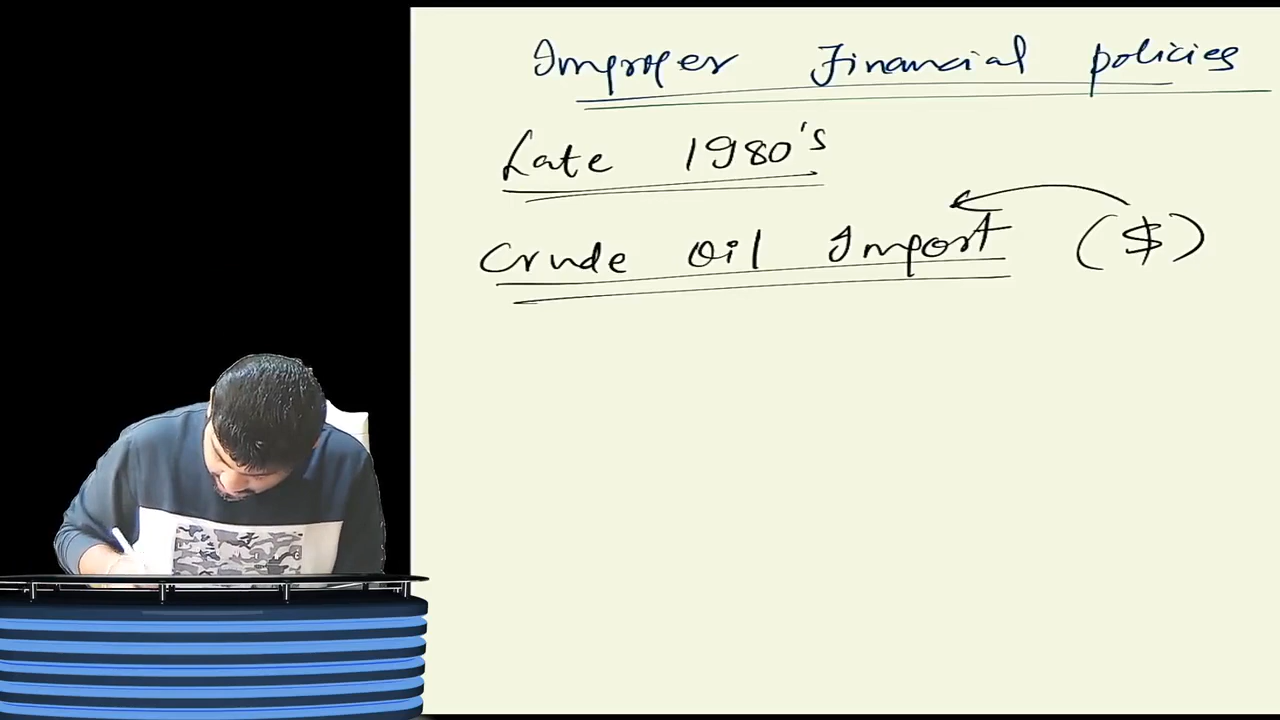 Improper Financial policies
Late 1980's
Crude Oil Import ($)